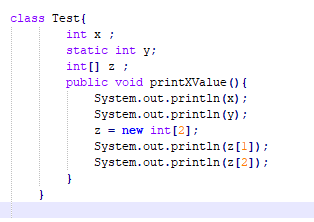 class Test{
int x ;
static int y;
int[] z ;
public void printXValue(){
System.out.println(x);
System.out.println(y);
z = new int[2];
System.out.println(z[1]);
System.out.println(z[2]);
}
}